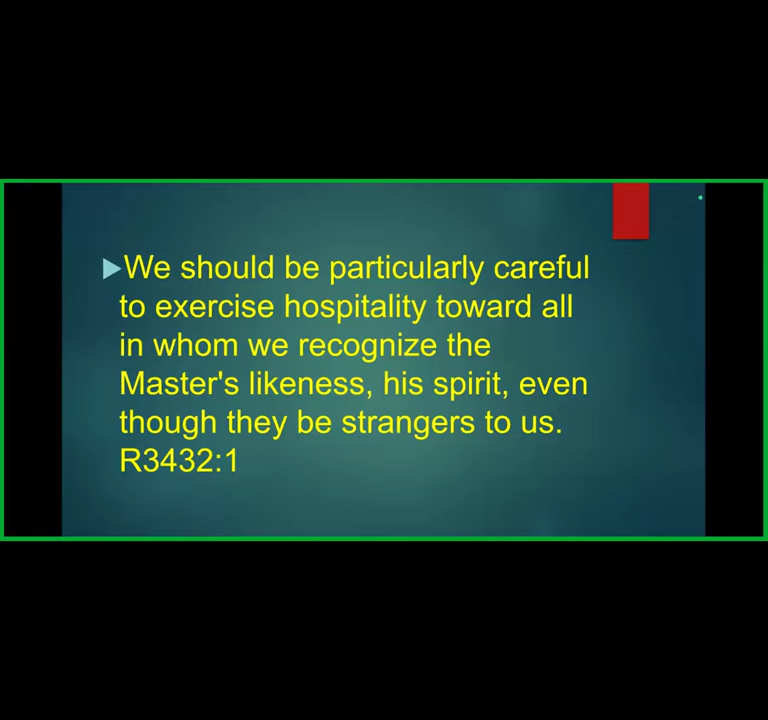 We should be particularly careful
to exercise hospitality toward all
in whom we recognize the
Master's likeness, his spirit, even
though they be strangers to us.
R3432:1